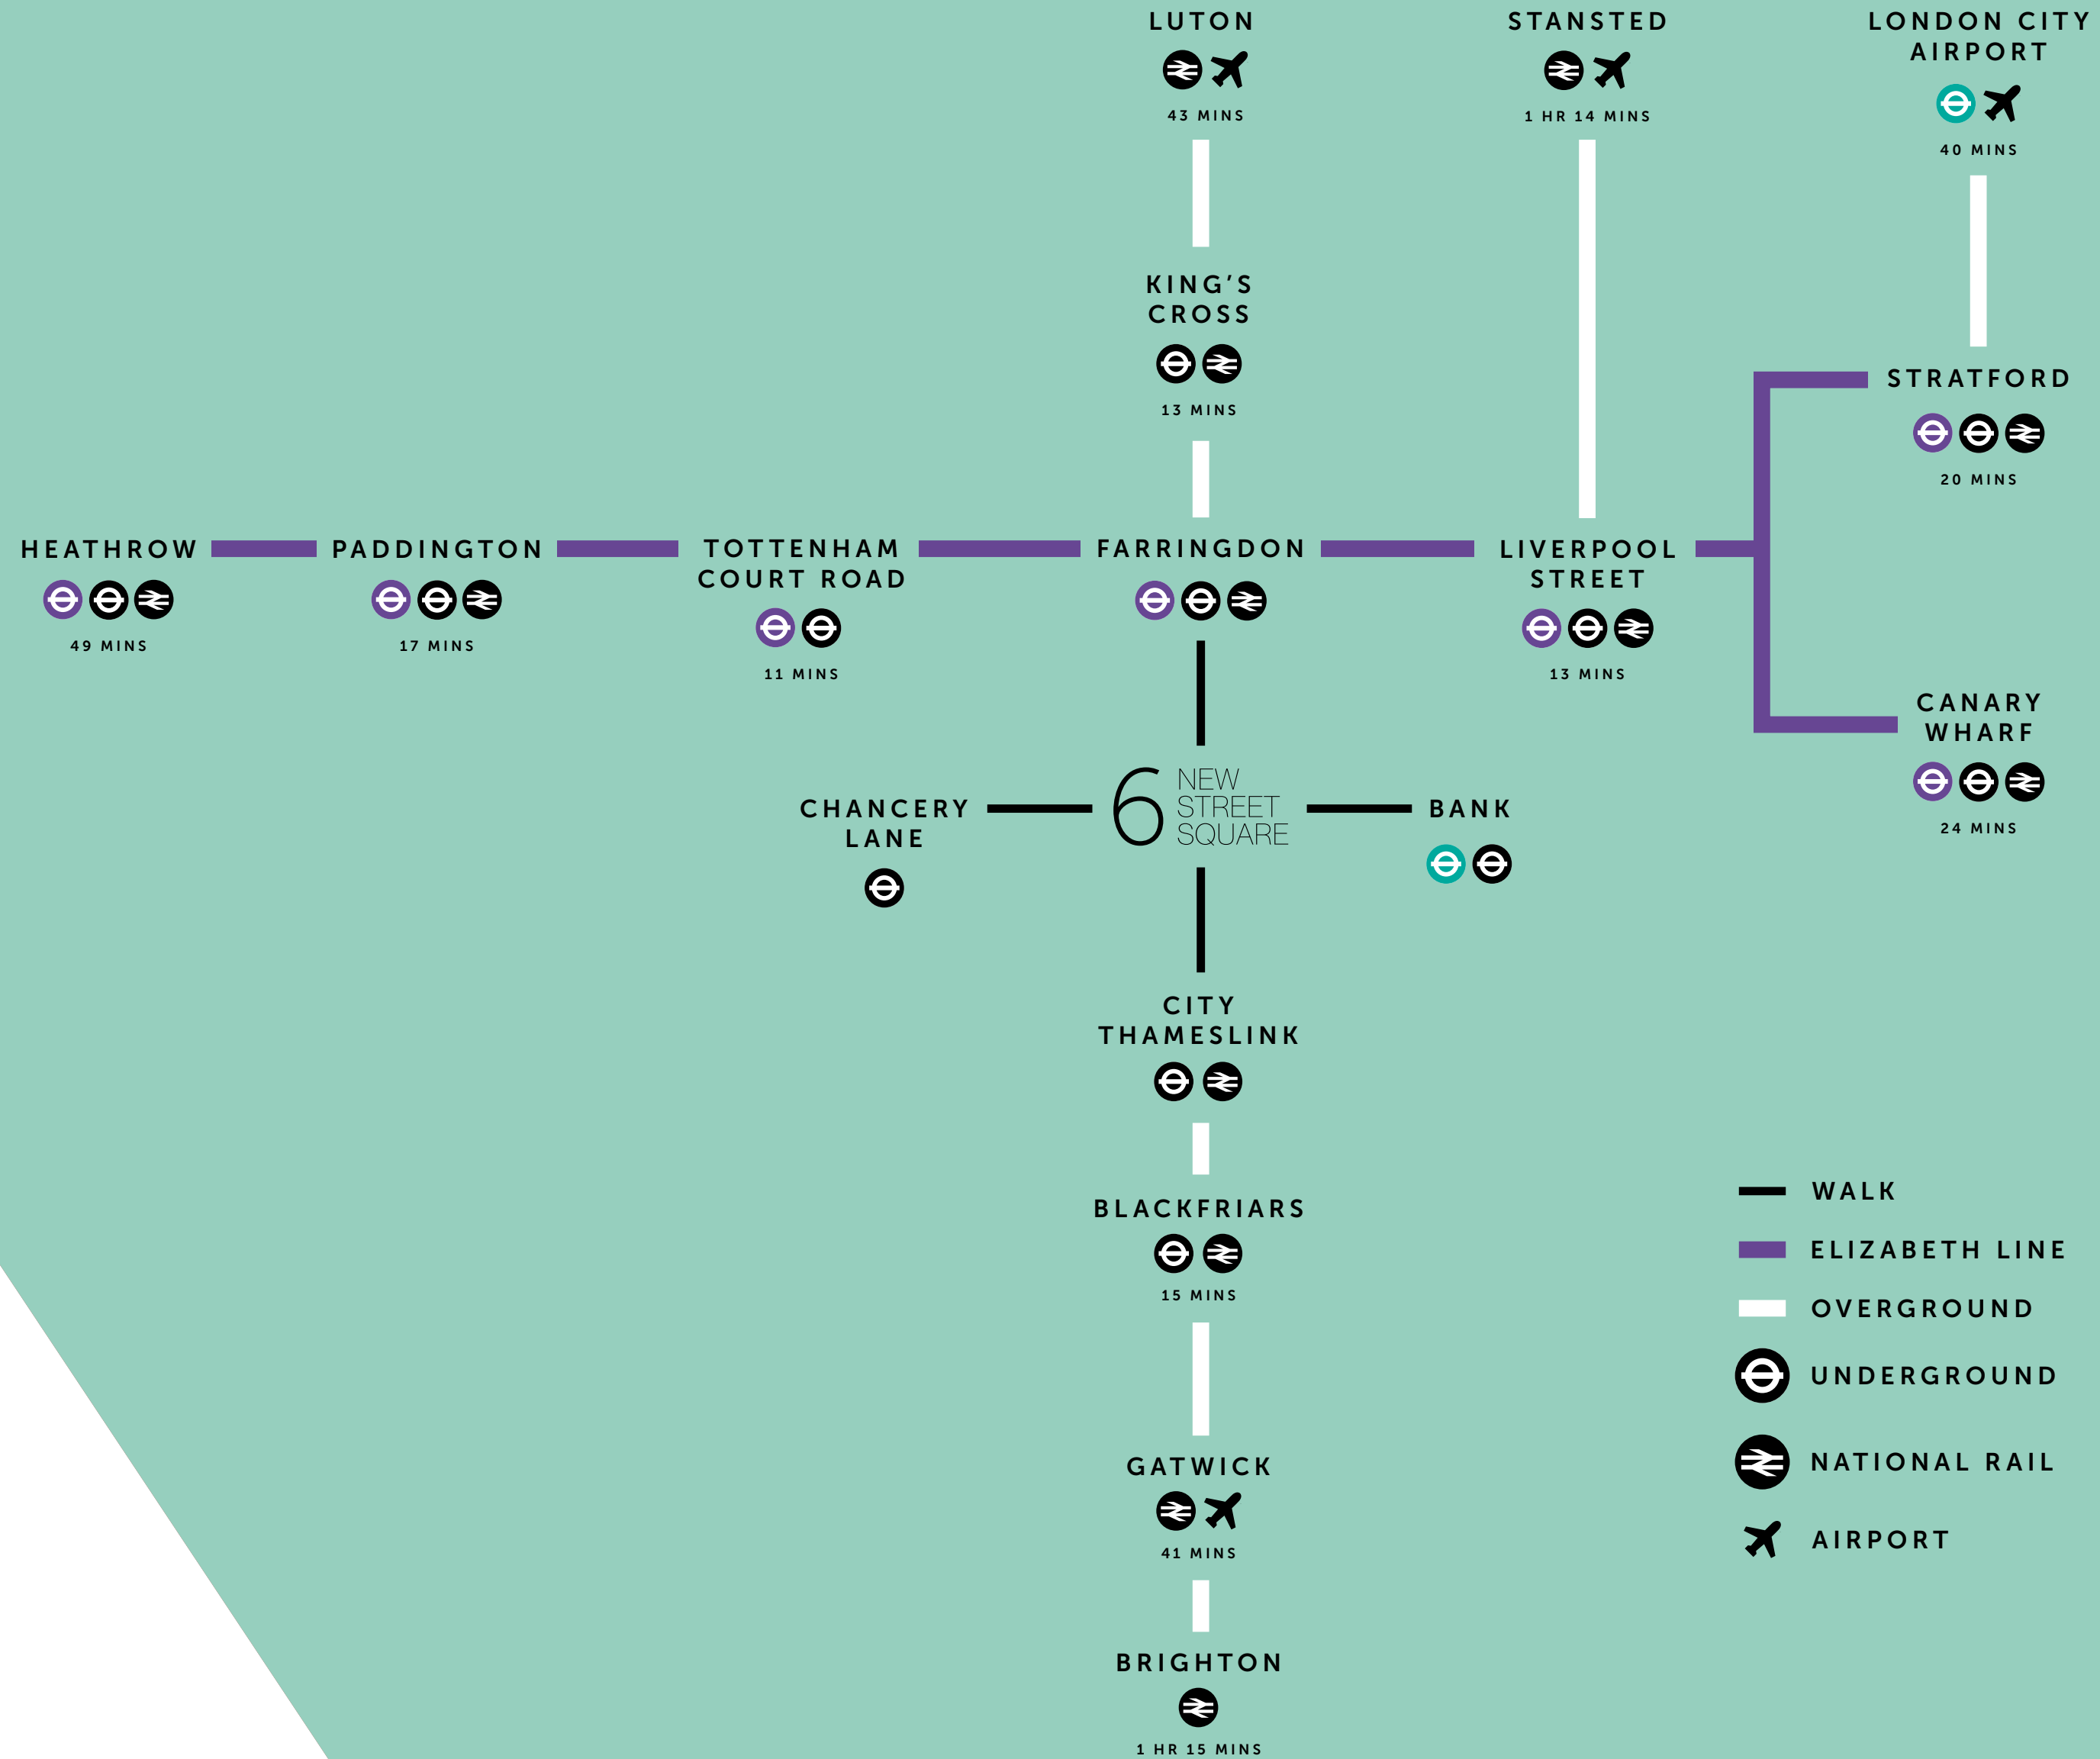 LUTON
43 MINS
STANSTED
1 HR 14 MINS
LONDON CITY
AIRPORT
40 MINS
KING'S
CROSS
13 MINS
STRATFORD
20 MINS
HEATHROW
49 MINS
PADDINGTON
17 MINS
TOTTENHAM
COURT ROAD
11 MINS
FARRINGDON
LIVERPOOL
STREET
13 MINS
CANARY
WHARF
24 MINS
CHANCERY
LANE
6 NEW
STREET
SQUARE
BANK
CITY
THAMESLINK
BLACKFRIARS
15 MINS
GATWICK
41 MINS
BRIGHTON
1 HR 15 MINS
WALK
ELIZABETH LINE
OVERGROUND
UNDERGROUND
NATIONAL RAIL
AIRPORT